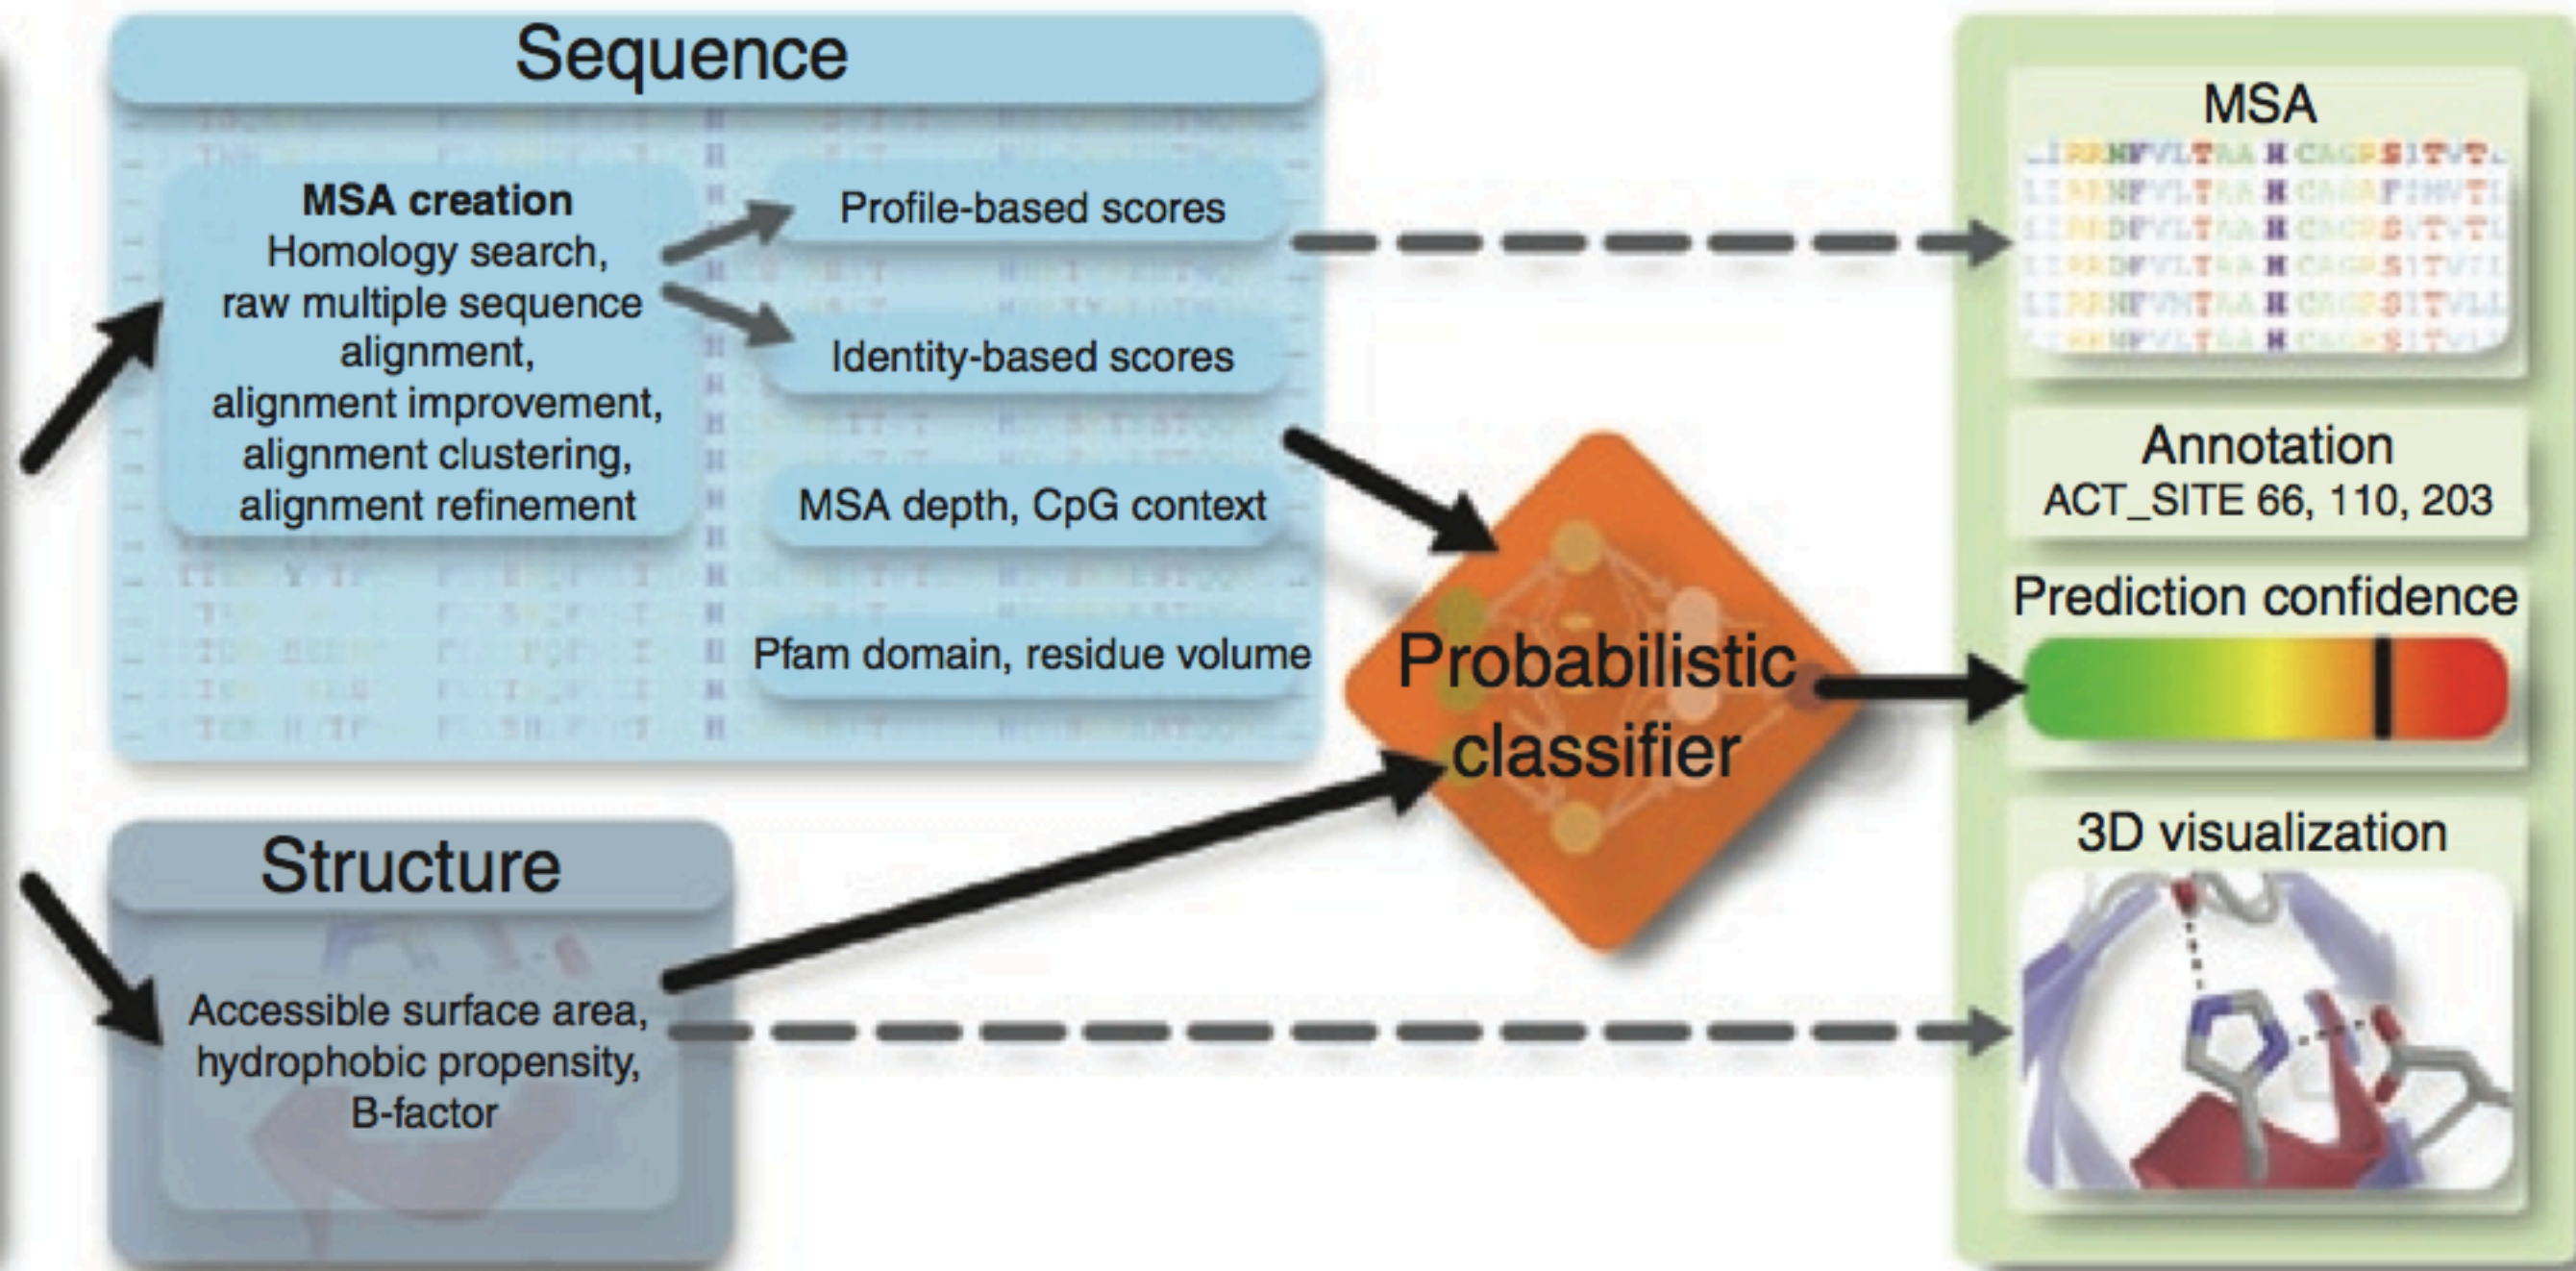 Sequence
MSA creation
Homology search,
raw multiple sequence
alignment,
alignment improvement,
alignment clustering,
alignment refinement
Profile-based scores
Identity-based scores
MSA depth, CpG context
Pfam domain, residue volume
Structure
Accessible surface area,
hydrophobic propensity,
B-factor
Probabilistic
classifier
MSA
Annotation
ACT_SITE 66, 110, 203
Prediction confidence
3D visualization